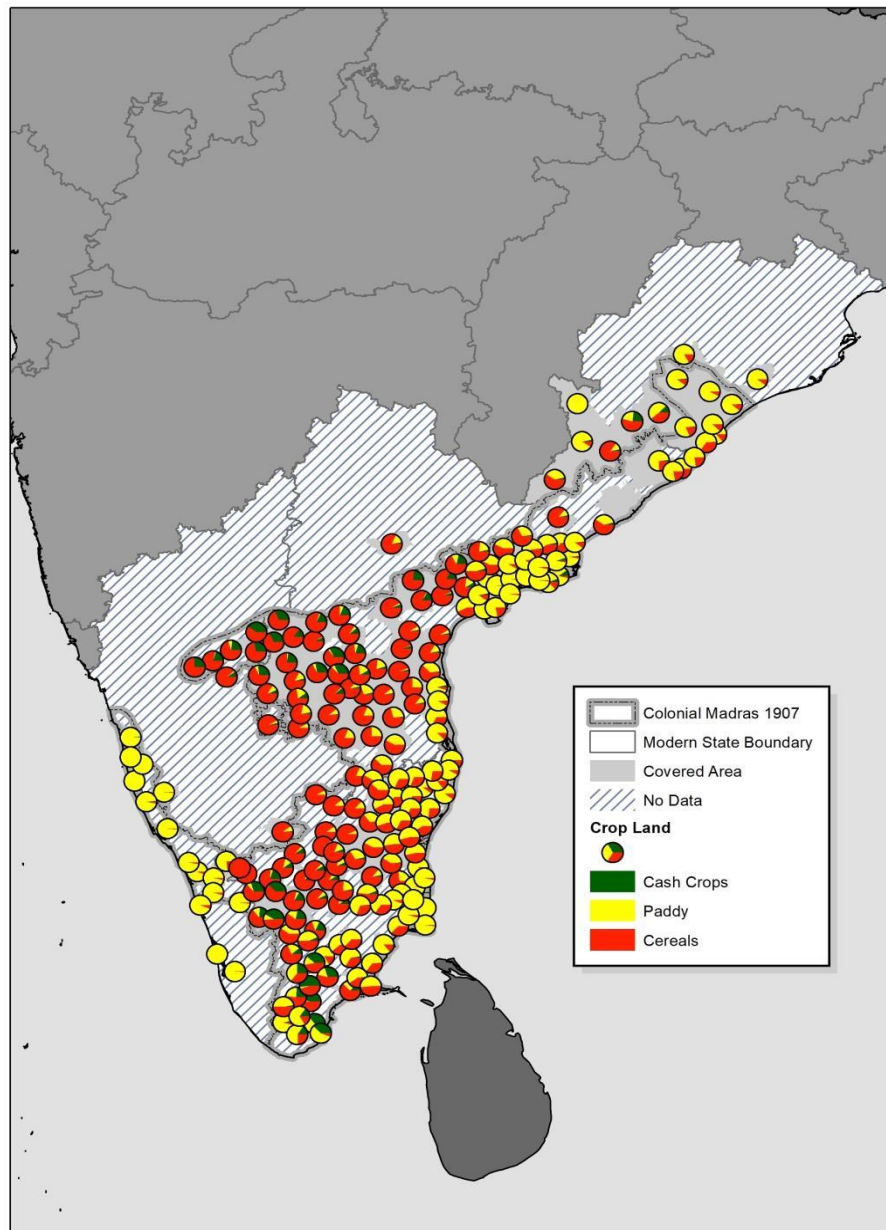 Colonial Madras 1907
Modern State Boundary
Covered Area
No Data
Crop Land
Cash Crops
Paddy
Cereals